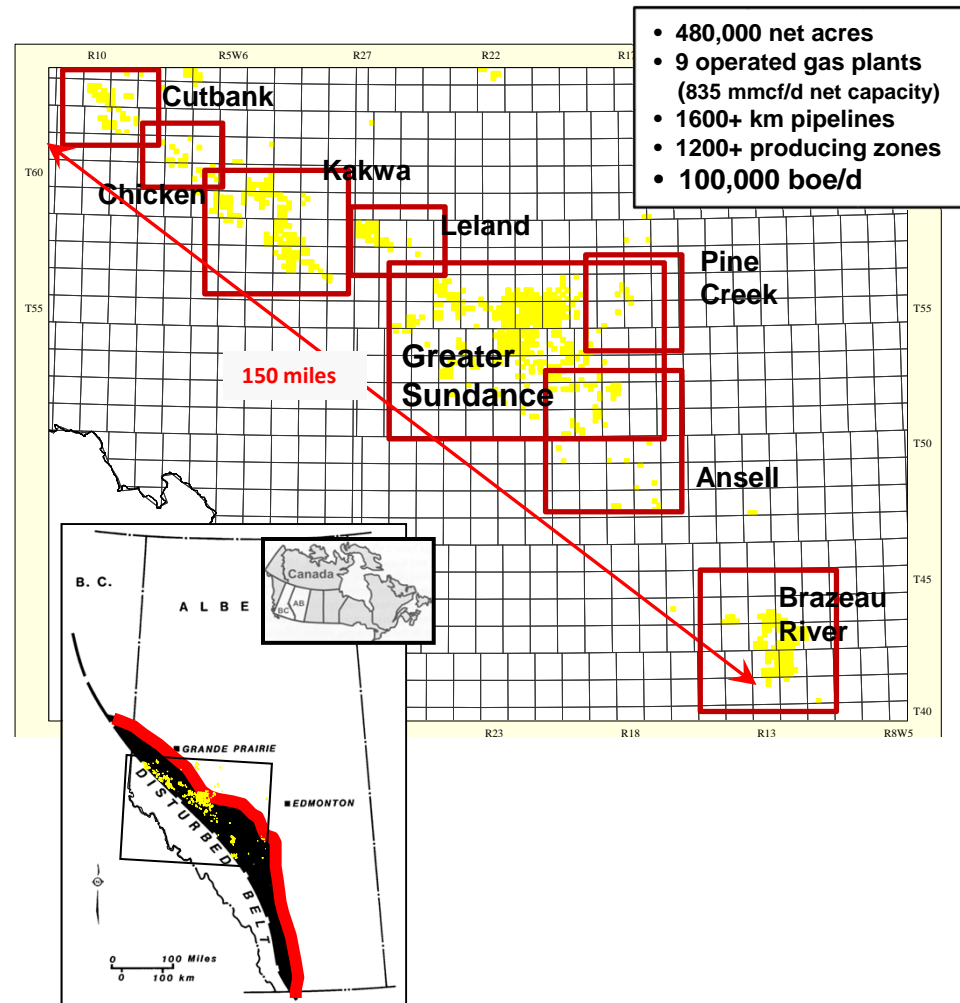 • 480,000 net acres
• 9 operated gas plants
(835 mmcf/d net capacity)
• 1600+ km pipelines
• 1200+ producing zones
• 100,000 boe/d
R10
R5W6
R27
R22
Cutbank
T60
Kakwa
Chicken
Leland
Pine
Creek
T55
T55
Greater
Sundance
150 miles
T50
Ansell
T45
Brazeau
River
T40
R23
R18
R13
R8W5
B. C.
ALBE
Canada
BC
AB
GRANDE PRAIRIE
EDMONTON
DISTURBED BELT
0 100 Miles
0 100 km